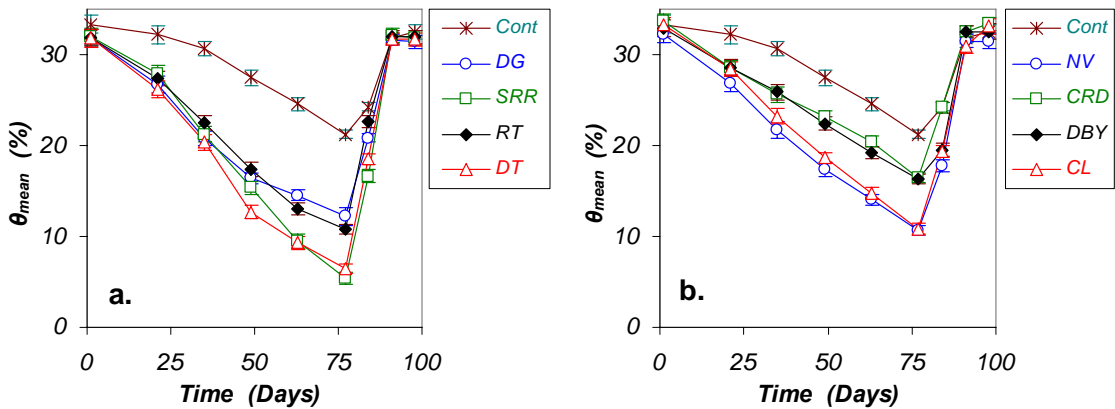 θmean (%)
30
20
10
0
a.
0 25 50 75 100
Time (Days)
Cont
DG
SRR
RT
DT
θmean (%)
30
20
10
0
b.
0 25 50 75 100
Time (Days)
Cont
NV
CRD
DBY
CL